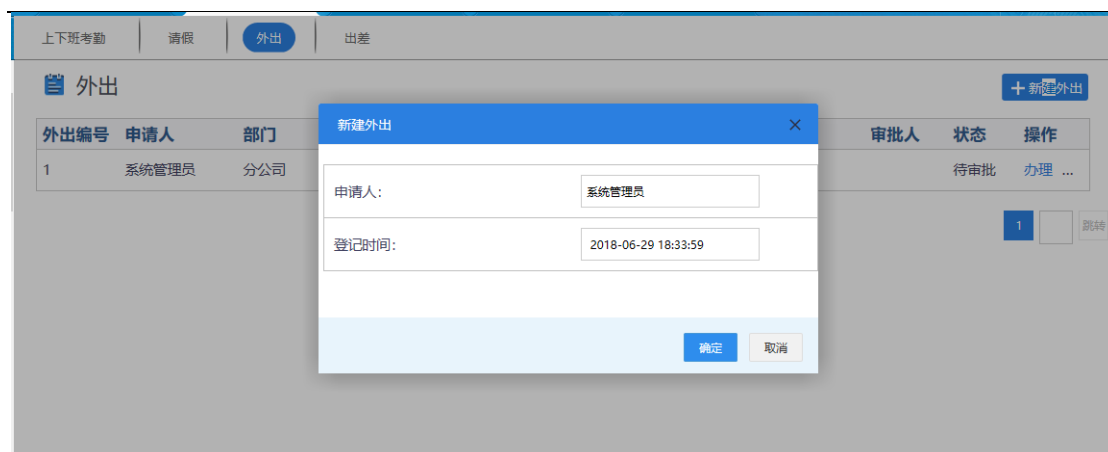 上下班考勤 请假 外出 出差
外出
新建外出
外出编号 申请人 部门 审批人 状态 操作
1 系统管理员 分公司 待审批 办理 ...
1 跳转
新建外出 ×
申请人: 系统管理员
登记时间: 2018-06-29 18:33:59
确定 取消